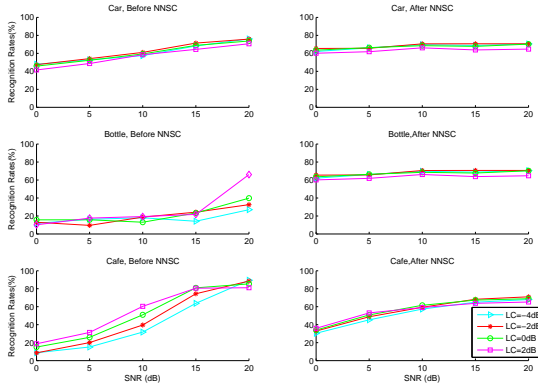 Car, Before NNSC
Car, After NNSC
Recognition Rates(%)
100
80
60
40
20
0
0 5 10 15 20
100
80
60
40
20
0
0 5 10 15 20
Bottle, Before NNSC
Bottle,After NNSC
Recognition Rates(%)
100
80
60
40
20
0
0 5 10 15 20
100
80
60
40
20
0
0 5 10 15 20
Cafe, Before NNSC
Cafe,After NNSC
Recognition Rates(%)
100
80
60
40
20
0
0 5 10 15 20
SNR (dB)
100
80
60
40
20
0
0 5 10 15 20
SNR (dB)
LC=−4dB
LC=−2dB
LC=0dB
LC=2dB